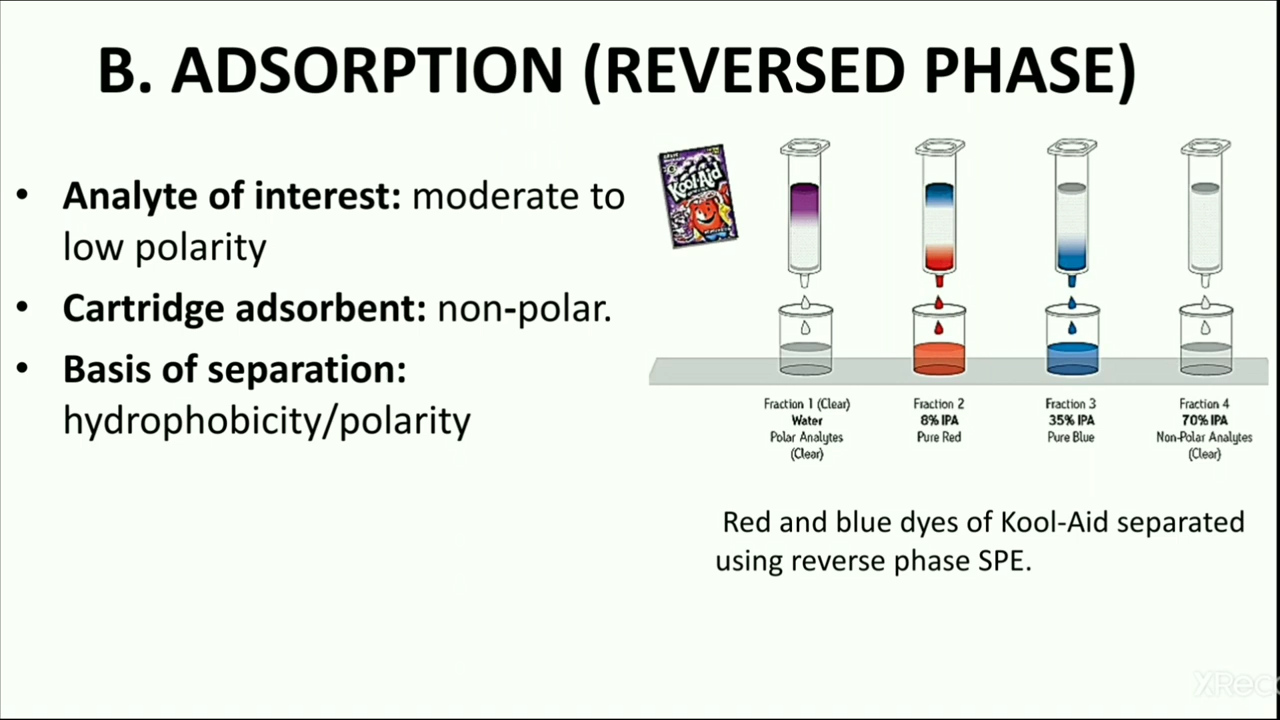 B. ADSORPTION (REVERSED PHASE)
• Analyte of interest: moderate to
low polarity
• Cartridge adsorbent: non-polar.
• Basis of separation:
hydrophobicity/polarity
Kool-Aid
Fraction 1 (Clear)
Water
Polar Analytes
(Clear)
Fraction 2
8% IPA
Pure Red
Fraction 3
35% IPA
Pure Blue
Fraction 4
70% IPA
Non-Polar Analytes
(Clear)
Red and blue dyes of Kool-Aid separated
using reverse phase SPE.
XRec